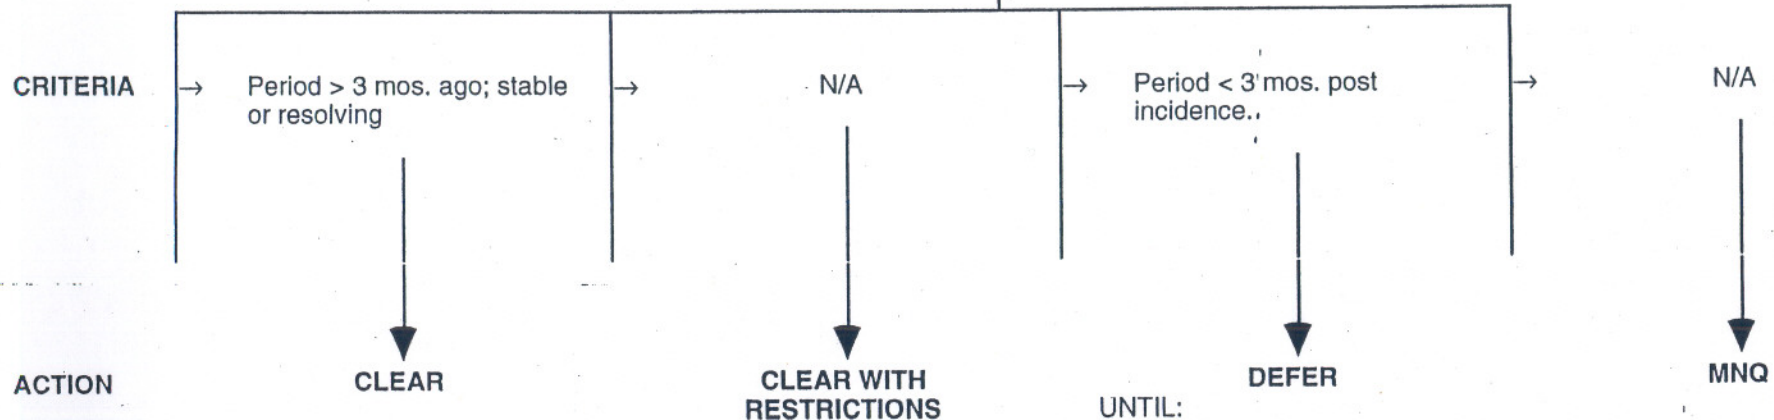 CRITERIA
→ Period > 3 mos. ago; stable
or resolving
→ N/A
→ Period < 3 mos. post
incidence..
→ N/A
ACTION
CLEAR
CLEAR WITH
RESTRICTIONS
DEFER
UNTIL:
MNQ